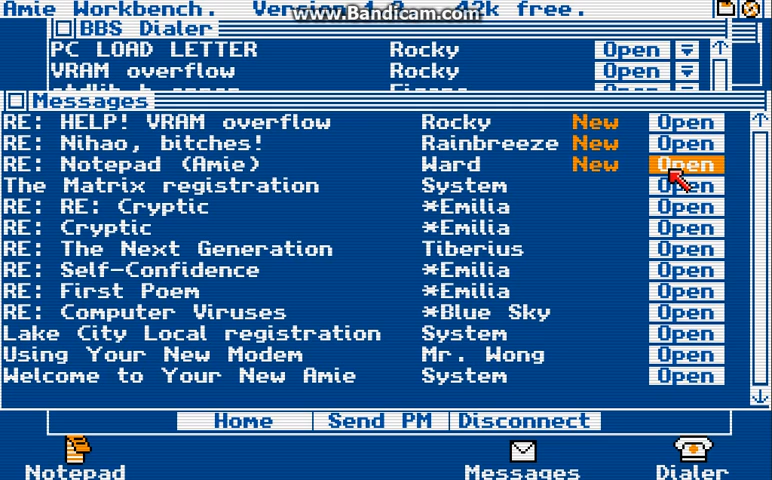 Amie Workbench. Version 1.2 42k free.
www.Bandicam.com
BBS Dialer
PC LOAD LETTER Rocky Open
VRAM overflow Rocky Open
Messages
RE: HELP! VRAM overflow Rocky New Open
RE: Nihao, bitches! Rainbreeze New Open
RE: Notepad (Amie) Ward New Open
The Matrix registration System Open
RE: RE: Cryptic *Emilia Open
RE: Cryptic *Emilia Open
RE: The Next Generation Tiberius Open
RE: Self-Confidence *Emilia Open
RE: First Poem *Emilia Open
RE: Computer Viruses *Blue Sky Open
Lake City Local registration System Open
Using Your New Modem Mr. Wong Open
Welcome to Your New Amie System Open
Home Send PM Disconnect
Notepad Messages Dialer